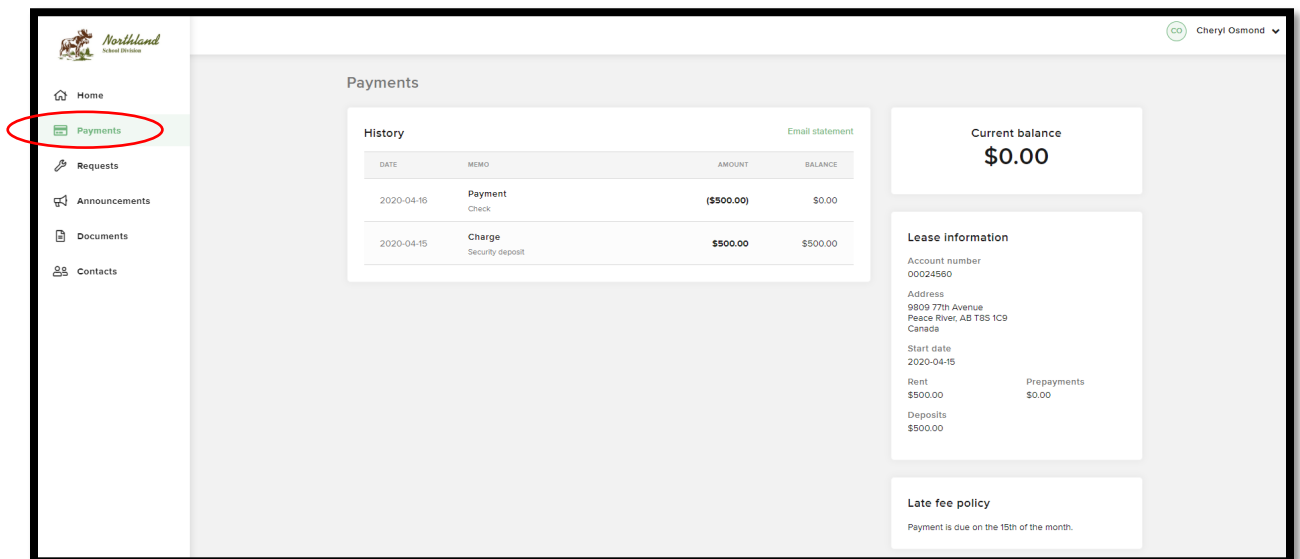 Northland
School Division
CO Cheryl Osmond
Home
Payments
Requests
Announcements
Documents
Contacts
Payments
History Email statement
DATE MEMO AMOUNT BALANCE
2020-04-16 Payment ($500.00) $0.00
Check
2020-04-15 Charge $500.00 $500.00
Security deposit
Current balance
$0.00
Lease information
Account number
00024560
Address
9809 77th Avenue
Peace River, AB T8S 1C9
Canada
Start date
2020-04-15
Rent Prepayments
$500.00 $0.00
Deposits
$500.00
Late fee policy
Payment is due on the 15th of the month.